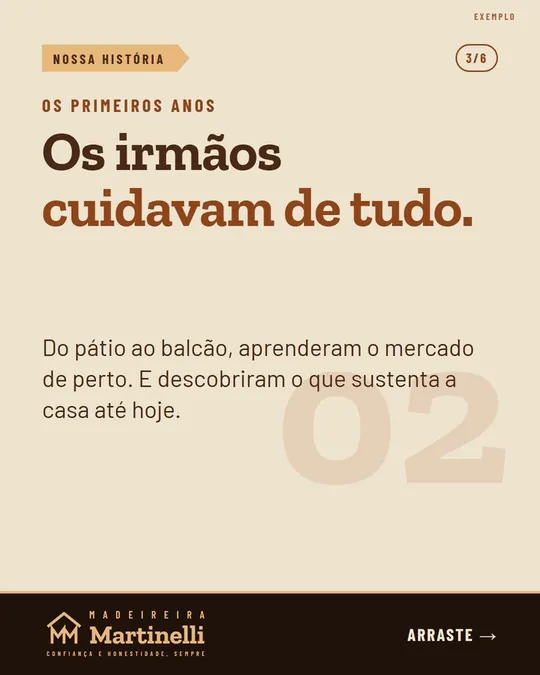 EXEMPLO
NOSSA HISTÓRIA
3/6
OS PRIMEIROS ANOS
Os irmãos
cuidavam de tudo.
Do pátio ao balcão, aprenderam o mercado
de perto. E descobriram o que sustenta a
casa até hoje.
02
MADEIREIRA
Martinelli
CONFIANÇA E HONESTIDADE, SEMPRE
ARRASTE →